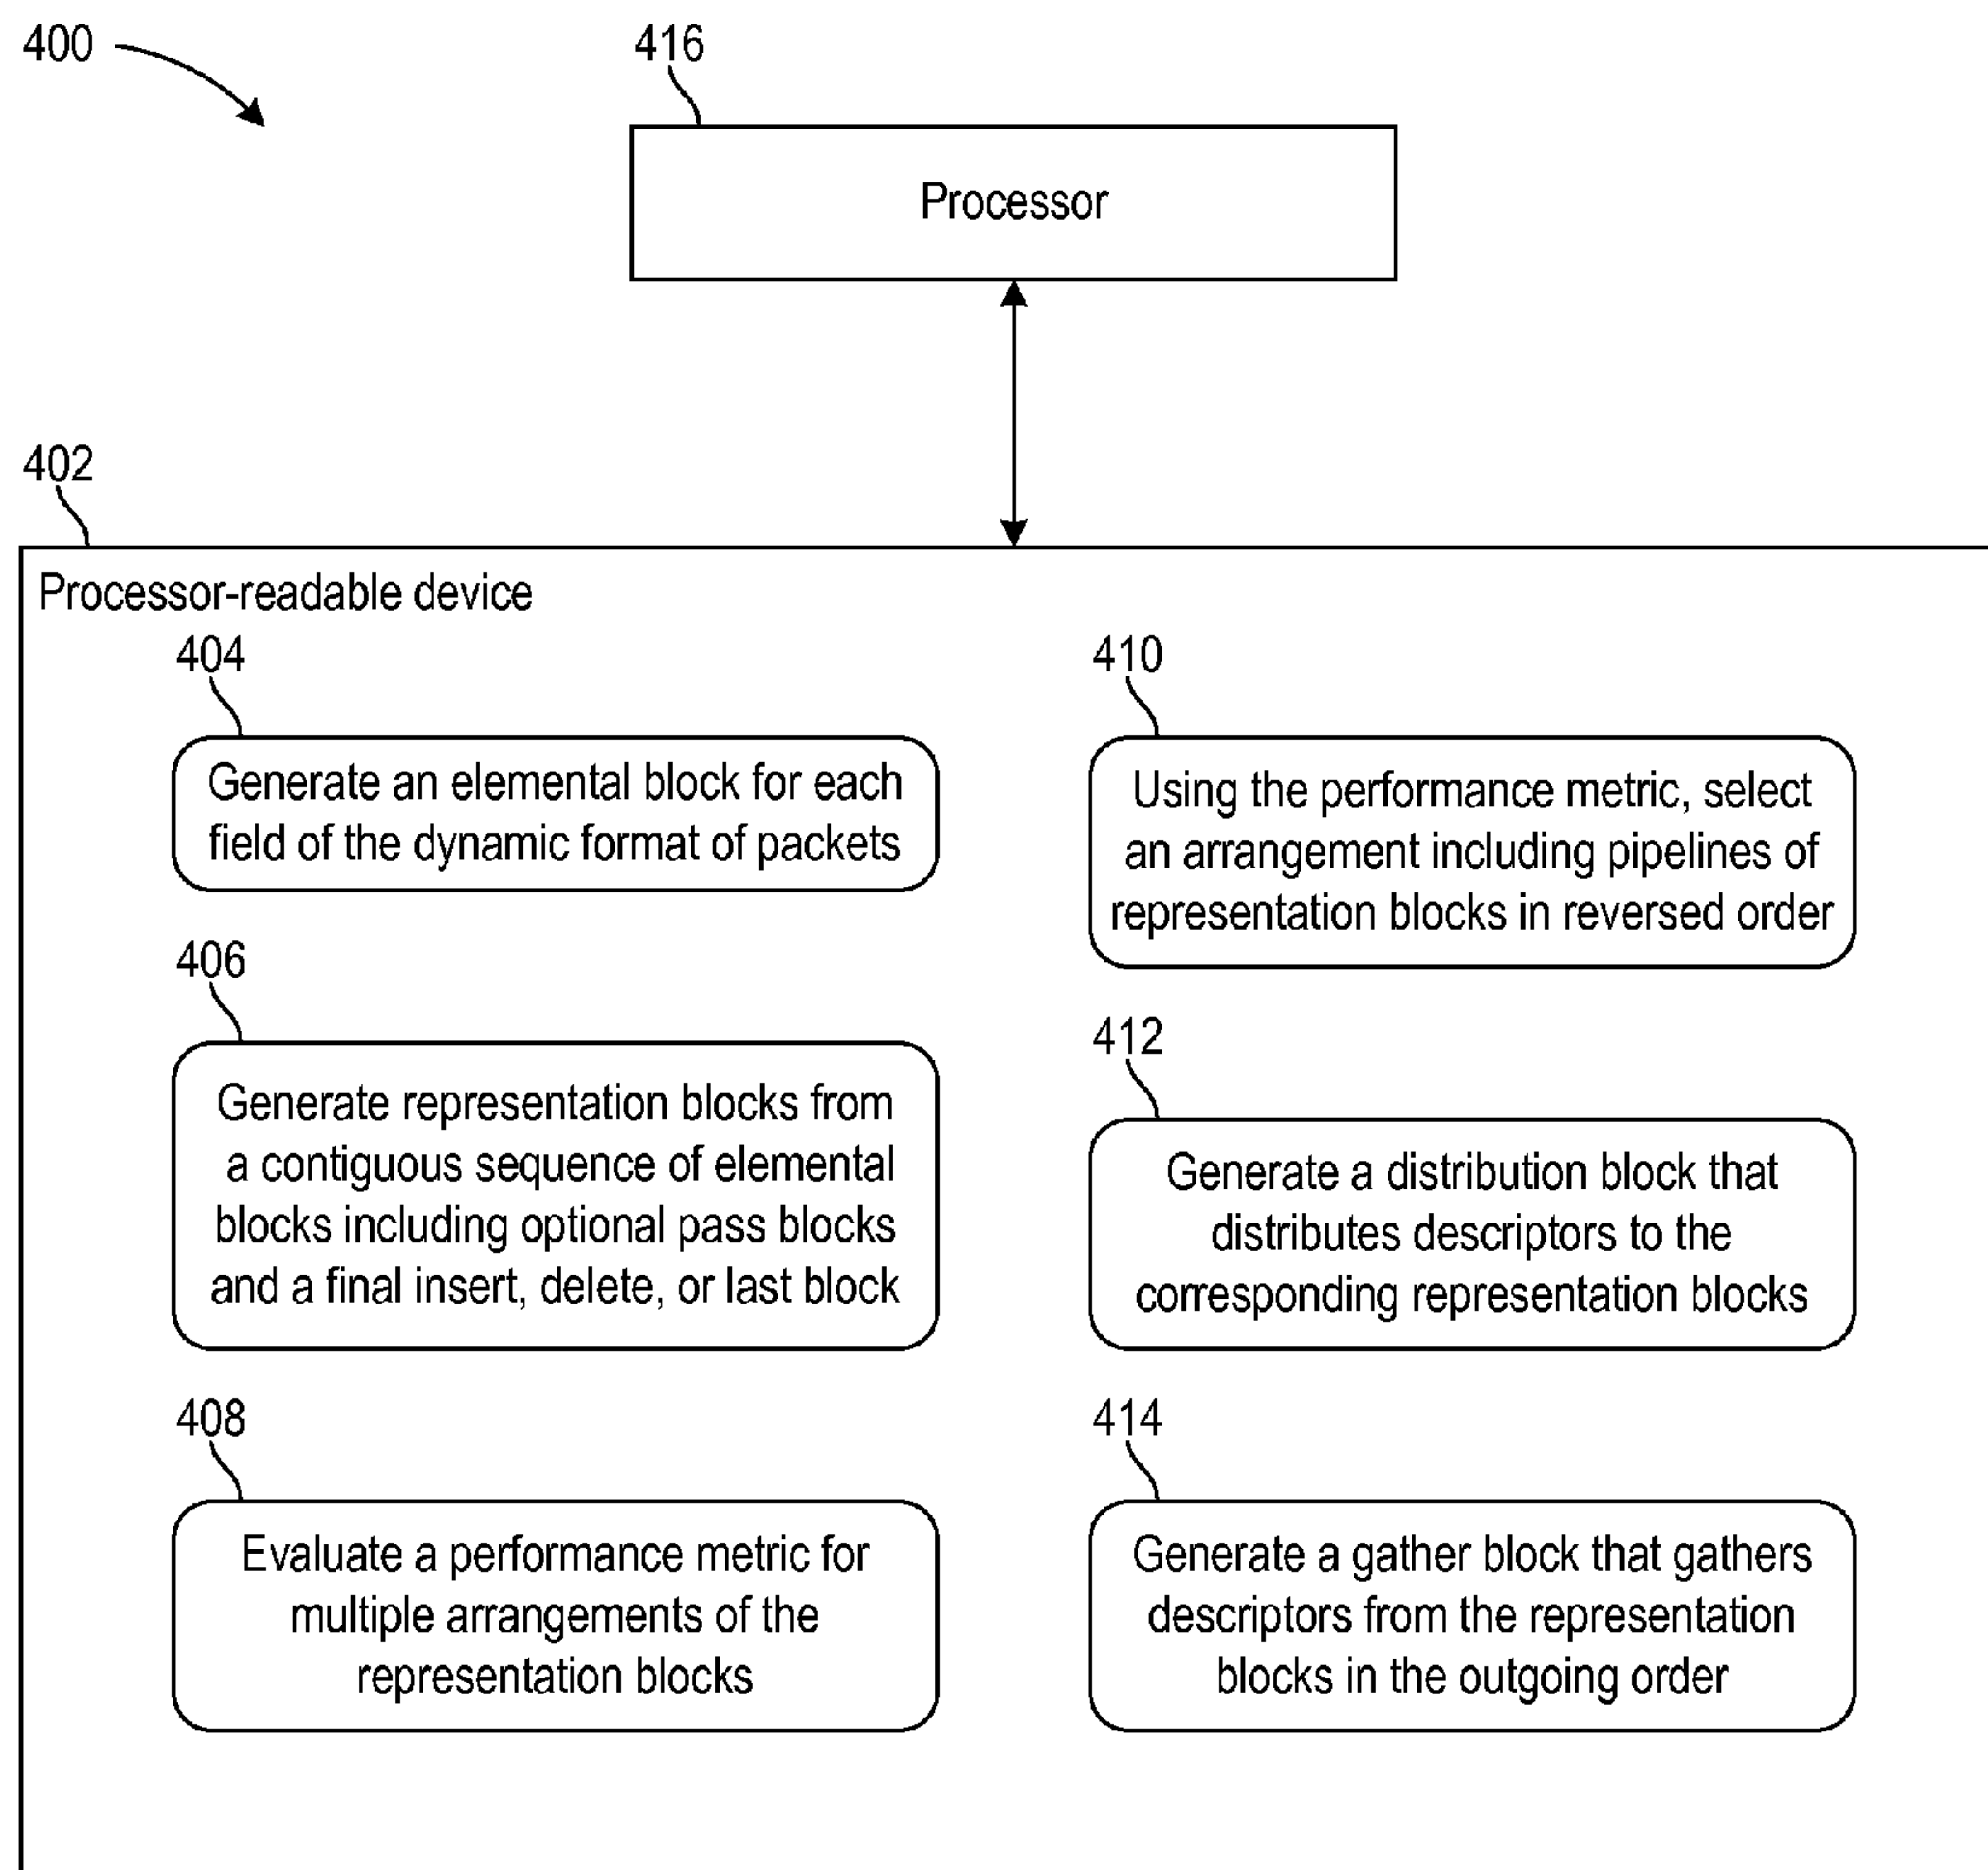 400
416
Processor
402
Processor-readable device
404
Generate an elemental block for each
field of the dynamic format of packets
406
Generate representation blocks from
a contiguous sequence of elemental
blocks including optional pass blocks
and a final insert, delete, or last block
408
Evaluate a performance metric for
multiple arrangements of the
representation blocks
410
Using the performance metric, select
an arrangement including pipelines of
representation blocks in reversed order
412
Generate a distribution block that
distributes descriptors to the
corresponding representation blocks
414
Generate a gather block that gathers
descriptors from the representation
blocks in the outgoing order